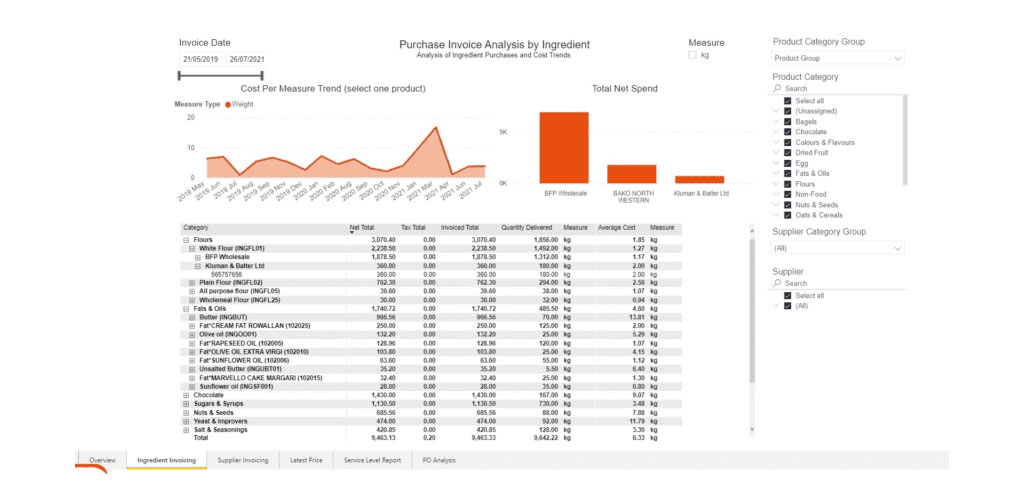 Invoice Date
21/05/2019 26/07/2021
Purchase Invoice Analysis by Ingredient
Analysis of Ingredient Purchases and Cost Trends
Measure
kg
Cost Per Measure Trend (select one product)
Measure Type Weight
20
10
0
2019 May
2019 Jun
2019 Jul
2019 Aug
2019 Sep
2019 Nov
2019 Dec
2020 Jan
2020 Feb
2020 Aug
2020 Sep
2020 Oct
2020 Nov
2021 Jan
2021 Mar
2021 Apr
2021 Jun
2021 Jul
Total Net Spend
5K
0K
BFP Wholesale
BAKO NORTH
WESTERN
Kluman & Balter Ltd
Category Net Total Tax Total Invoiced Total Quantity Delivered Measure Average Cost Measure
Flours 3,070.40 0.00 3,070.40 1,856.00 kg 1.85 kg
White Flour (INGFL01) 2,238.50 0.00 2,238.50 1,492.00 kg 1.27 kg
BFP Wholesale 1,878.50 0.00 1,878.50 1,312.00 kg 1.17 kg
Kluman & Balter Ltd 360.00 0.00 360.00 180.00 kg 2.00 kg
565757656 360.00 0.00 360.00 180.00 kg 2.00 kg
Plain Flour (INGFL02) 762.30 0.00 762.30 294.00 kg 2.56 kg
All purpose flour (INGFL05) 39.60 0.00 39.60 38.00 kg 1.07 kg
Wholemeal Flour (INGFL25) 30.00 0.00 30.00 32.00 kg 0.94 kg
Fats & Oils 1,740.72 0.00 1,740.72 485.50 kg 4.60 kg
Butter (INGBUT) 966.56 0.00 966.56 70.00 kg 13.81 kg
Fat*CREAM FAT ROWALLAN (102025) 250.00 0.00 250.00 125.00 kg 2.00 kg
Olive oil (INGOO01) 132.20 0.00 132.20 25.00 kg 5.29 kg
Fat*RAPESEED OIL (102005) 128.96 0.00 128.96 120.00 kg 1.07 kg
Fat*OLIVE OIL EXTRA VIRGI (102010) 103.80 0.00 103.80 25.00 kg 4.15 kg
Fat*SUNFLOWER OIL (102006) 63.60 0.00 63.60 55.00 kg 1.12 kg
Unsalted Butter (INGUBT01) 35.20 0.00 35.20 5.50 kg 6.40 kg
Fat*MARVELLO CAKE MARGARI (102015) 32.40 0.00 32.40 25.00 kg 1.30 kg
Sunflower oil (INGSF001) 28.00 0.00 28.00 35.00 kg 0.80 kg
Chocolate 1,430.00 0.00 1,430.00 167.00 kg 9.07 kg
Sugars & Syrups 1,130.50 0.00 1,130.50 730.00 kg 3.48 kg
Nuts & Seeds 685.56 0.00 685.56 88.00 kg 7.88 kg
Yeast & Improvers 474.00 0.00 474.00 92.00 kg 11.79 kg
Salt & Seasonings 420.85 0.00 420.85 128.00 kg 3.30 kg
Total 9,463.13 0.20 9,463.33 9,642.22 kg 6.33 kg
Product Category Group
Product Group
Product Category
Search
Select all
(Unassigned)
Bagels
Chocolate
Colours & Flavours
Dried Fruit
Egg
Fats & Oils
Flours
Non-Food
Nuts & Seeds
Oats & Cereals
Supplier Category Group
(All)
Supplier
Search
Select all
(All)
Overview Ingredient Invoicing Supplier Invoicing Latest Price Service Level Report PO Analysis